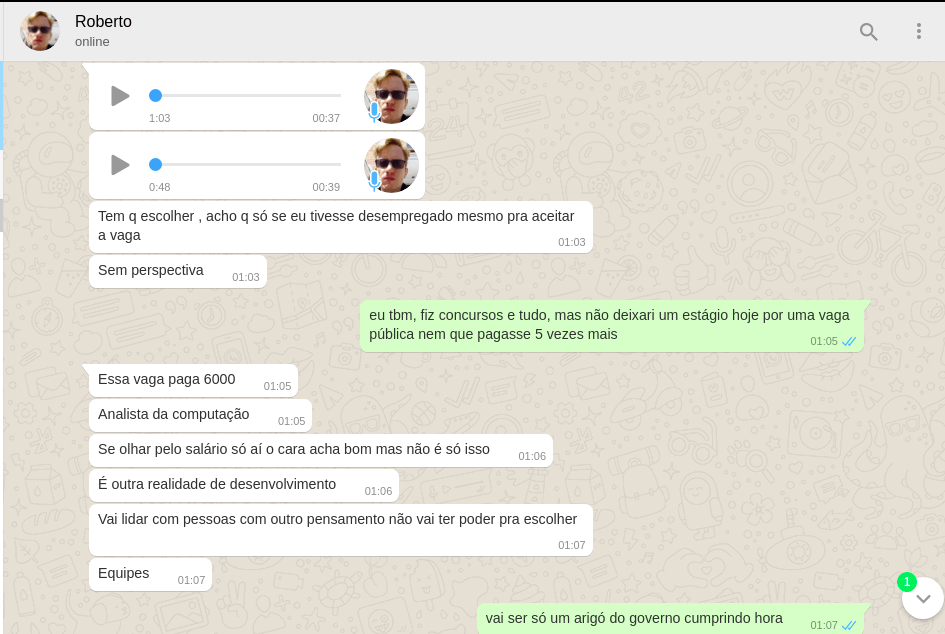 Roberto
online
1:03
00:37
0:48
00:39
Tem q escolher , acho q só se eu tivesse desempregado mesmo pra aceitar
a vaga
01:03
Sem perspectiva
01:03
eu tbm, fiz concursos e tudo, mas não deixari um estágio hoje por uma vaga
pública nem que pagasse 5 vezes mais
01:05
Essa vaga paga 6000
01:05
Analista da computação
01:05
Se olhar pelo salário só aí o cara acha bom mas não é só isso
01:06
É outra realidade de desenvolvimento
01:06
Vai lidar com pessoas com outro pensamento não vai ter poder pra escolher
01:07
Equipes
01:07
1
vai ser só um arigó do governo cumprindo hora
01:07